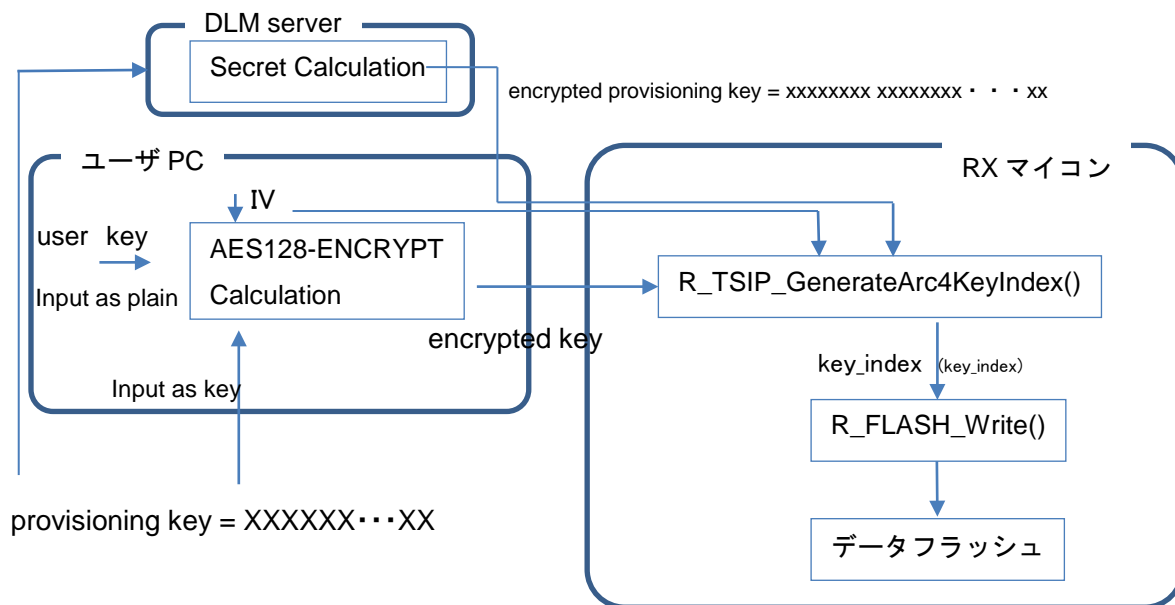 DLM server
Secret Calculation
encrypted provisioning key = xxxxxxxx xxxxxxxx・・・xx
ユーザ PC
RX マイコン
IV
user key
AES128-ENCRYPT
Calculation
Input as plain
R_TSIP_GenerateArc4KeyIndex()
encrypted key
key_index (key_index)
Input as key
R_FLASH_Write()
provisioning key = XXXXXX・・・XX
データフラッシュ